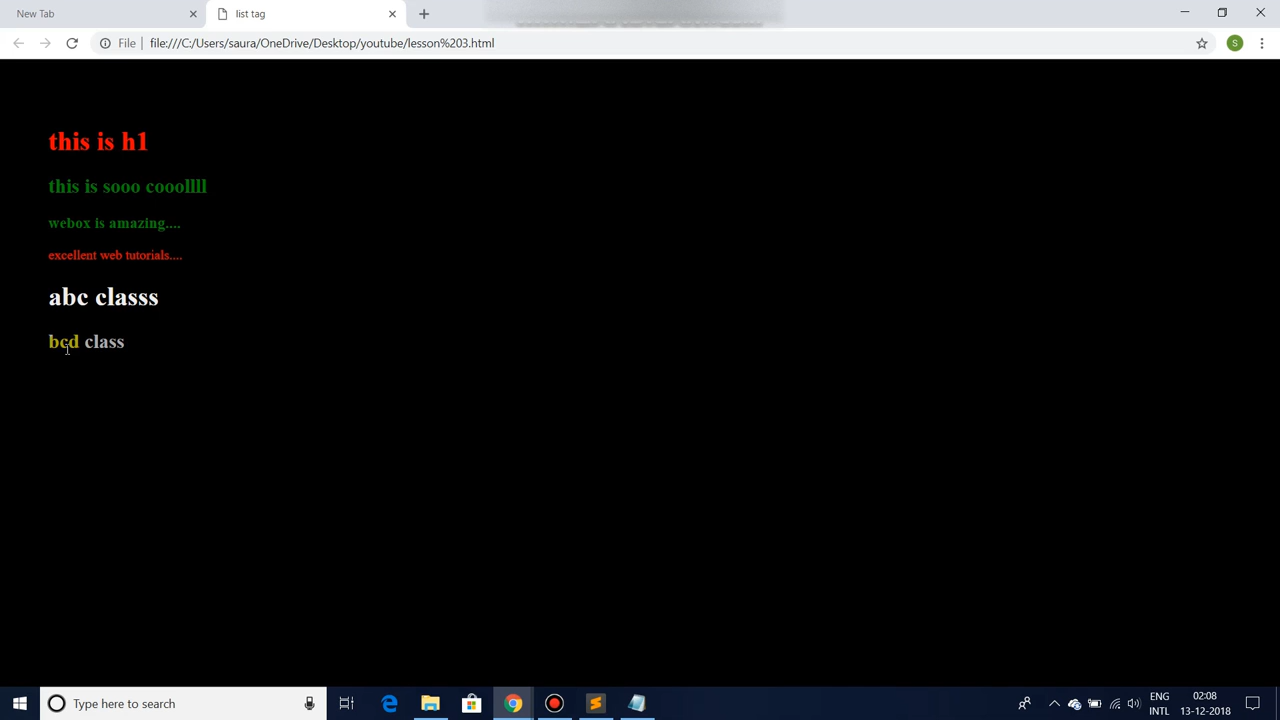 New Tab
list tag
File
file:///C:/Users/saura/OneDrive/Desktop/youtube/lesson%203.html
S
this is h1
this is sooo cooollll
webox is amazing....
excellent web tutorials....
abc classs
bcd class
Type here to search
ENG
INTL
02:08
13-12-2018